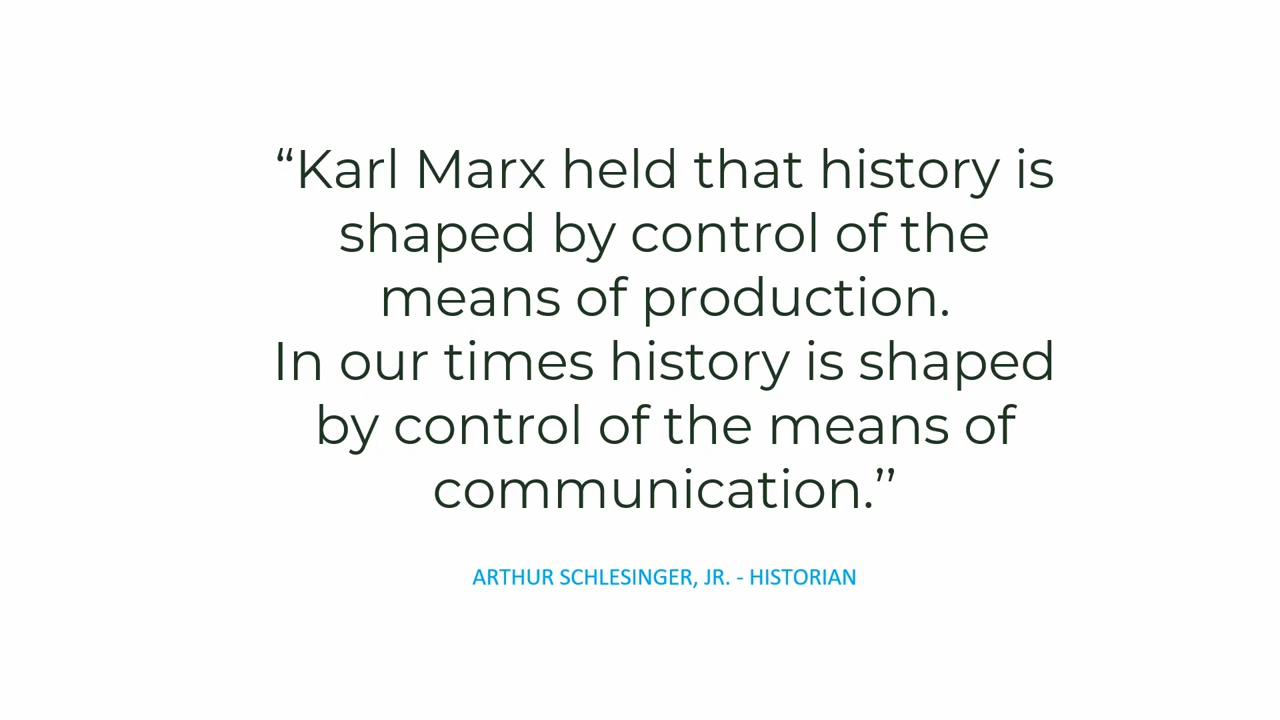 “Karl Marx held that history is
shaped by control of the
means of production.
In our times history is shaped
by control of the means of
communication.”
ARTHUR SCHLESINGER, JR. - HISTORIAN